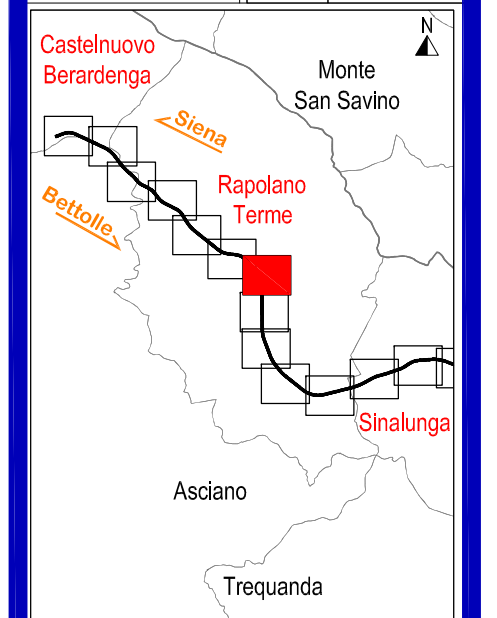 N
Castelnuovo
Berardenga
Monte
San Savino
Siena
Rapolano
Terme
Bettolle
Sinalunga
Asciano
Trequanda